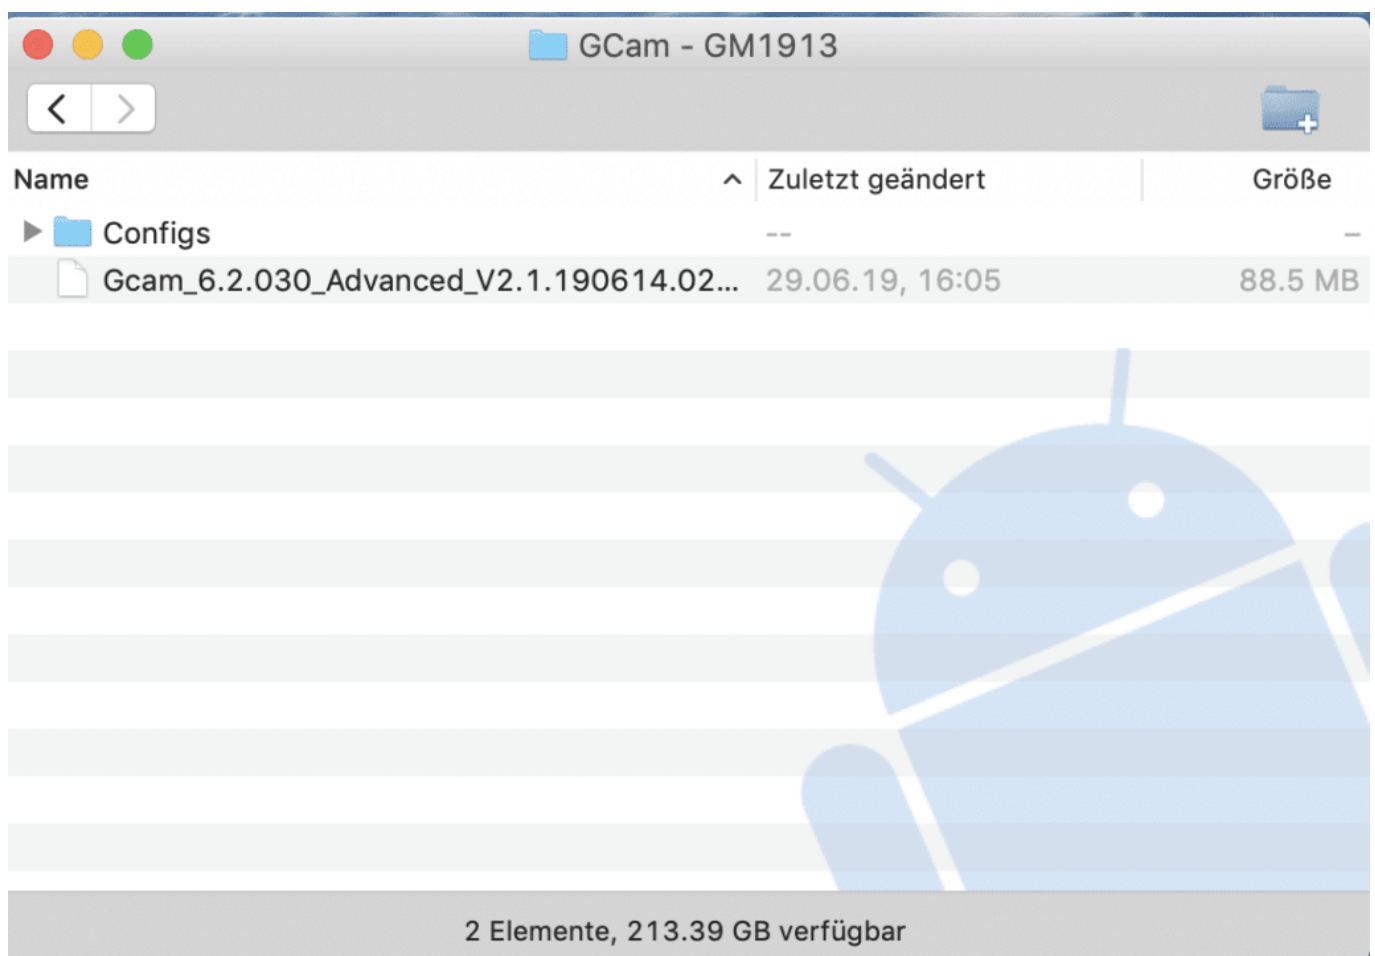 GCam - GM1913
Name Zuletzt geändert Größe
Configs -- –
Gcam_6.2.030_Advanced_V2.1.190614.02... 29.06.19, 16:05 88.5 MB
2 Elemente, 213.39 GB verfügbar